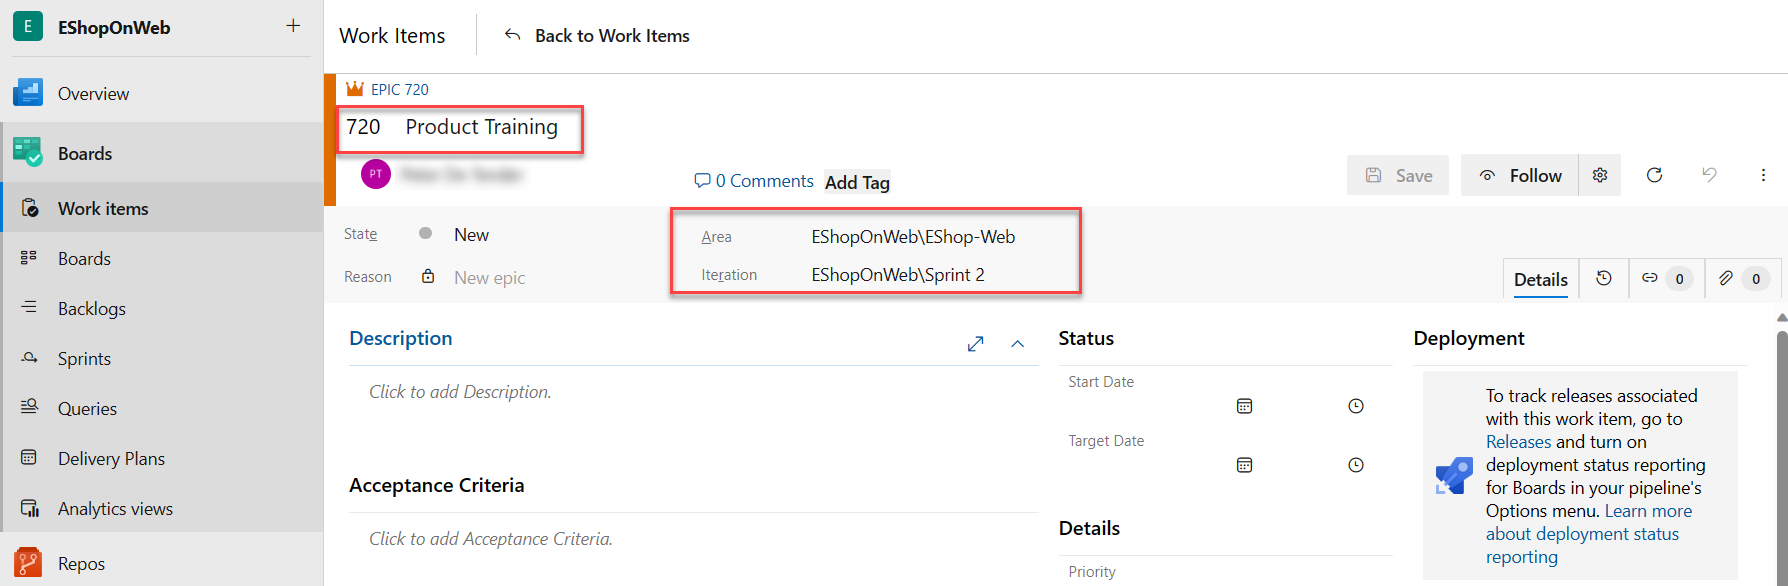 E EShopOnWeb +
Overview
Boards
Work items
Boards
Backlogs
Sprints
Queries
Delivery Plans
Analytics views
Repos
Work Items Back to Work Items
EPIC 720
720 Product Training
PT
0 Comments Add Tag
Save Follow
State New
Reason New epic
Area EShopOnWeb\EShop-Web
Iteration EShopOnWeb\Sprint 2
Details 0 0
Description
Click to add Description.
Acceptance Criteria
Click to add Acceptance Criteria.
Status
Start Date
Target Date
Details
Priority
Deployment
To track releases associated
with this work item, go to
Releases and turn on
deployment status reporting
for Boards in your pipeline's
Options menu. Learn more
about deployment status
reporting